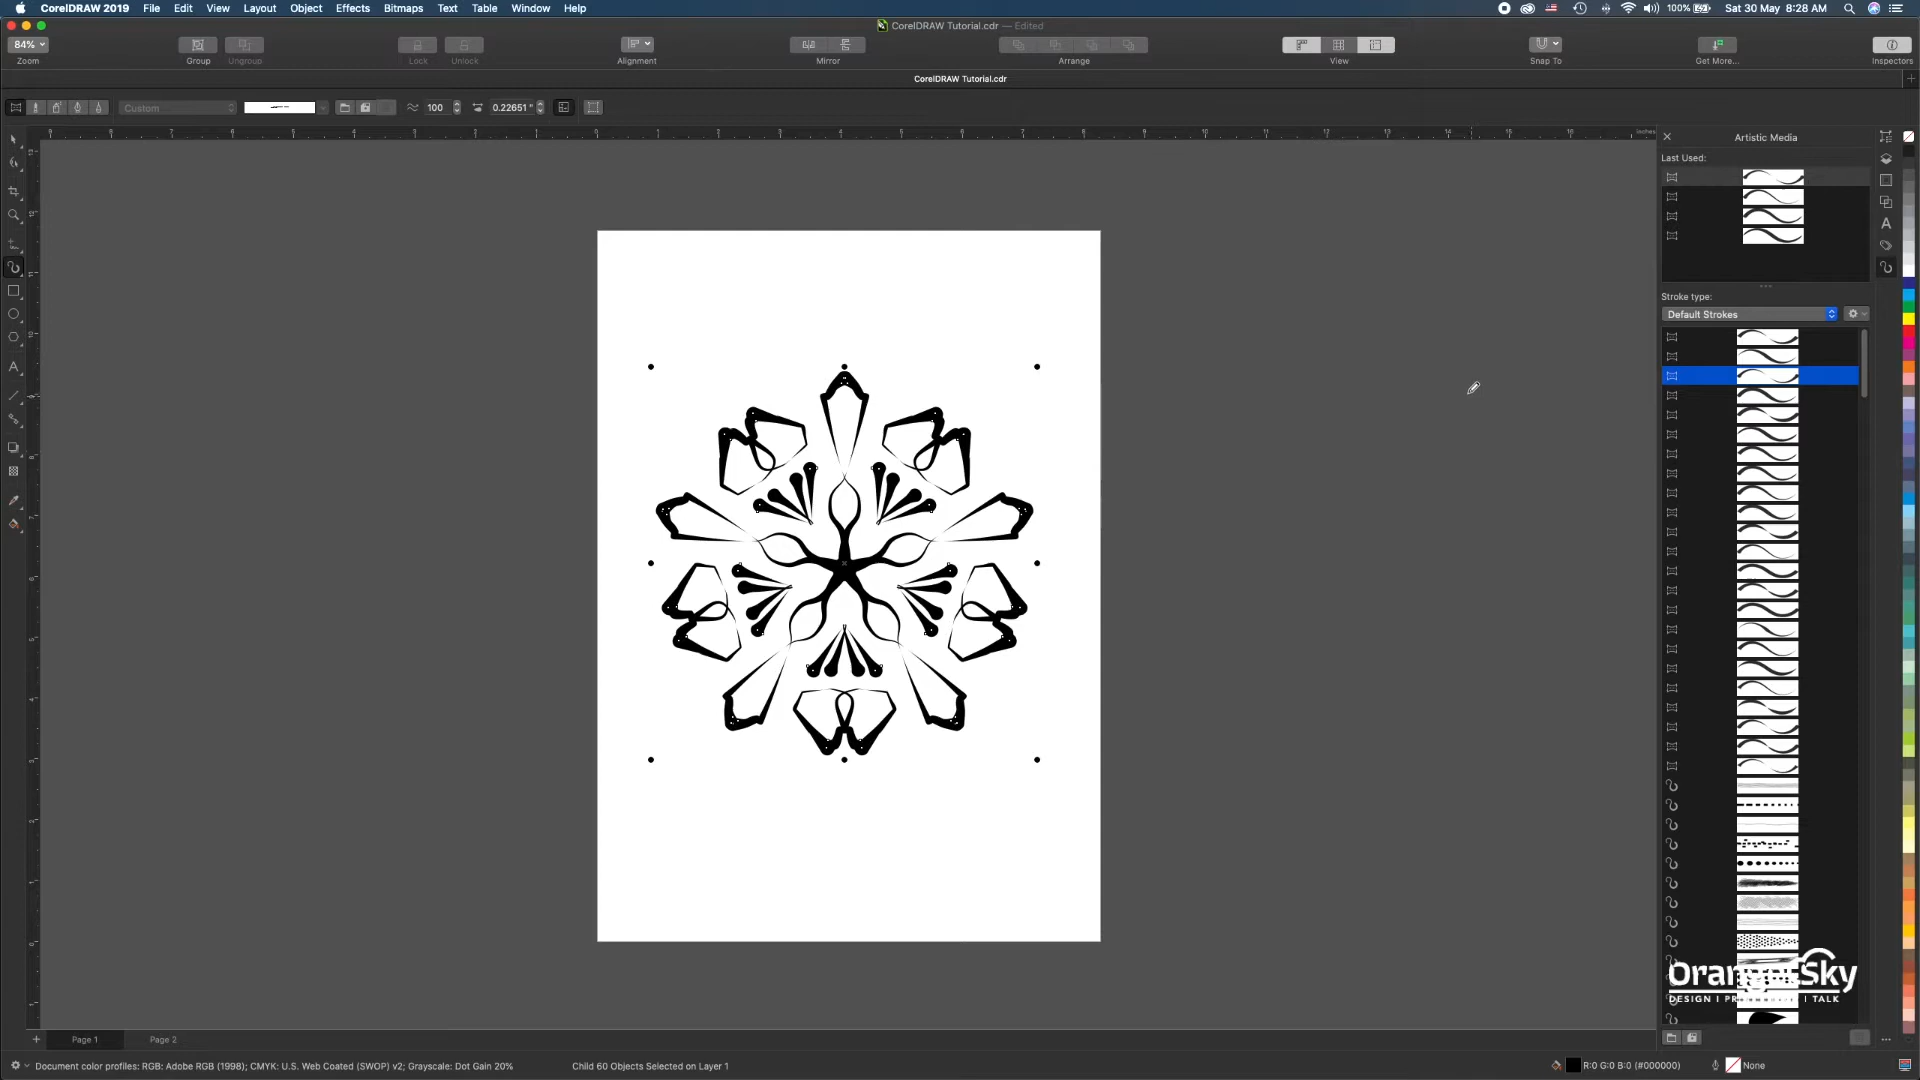 CorelDRAW 2019 File Edit View Layout Object Effects Bitmaps Text Table Window Help
100% Sat 30 May 8:28 AM
CorelDRAW Tutorial.cdr — Edited
84%
Zoom Group Ungroup Lock Unlock Alignment Mirror Arrange View Snap To Get More... Inspectors
CorelDRAW Tutorial.cdr
Custom 100 0.22651 "
inches
Artistic Media
Last Used:
Stroke type:
Default Strokes
OrangeSky
Page 1 Page 2
Document color profiles: RGB: Adobe RGB (1998); CMYK: U.S. Web Coated (SWOP) v2; Grayscale: Dot Gain 20% Child 60 Objects Selected on Layer 1 R:0 G:0 B:0 (#000000) None